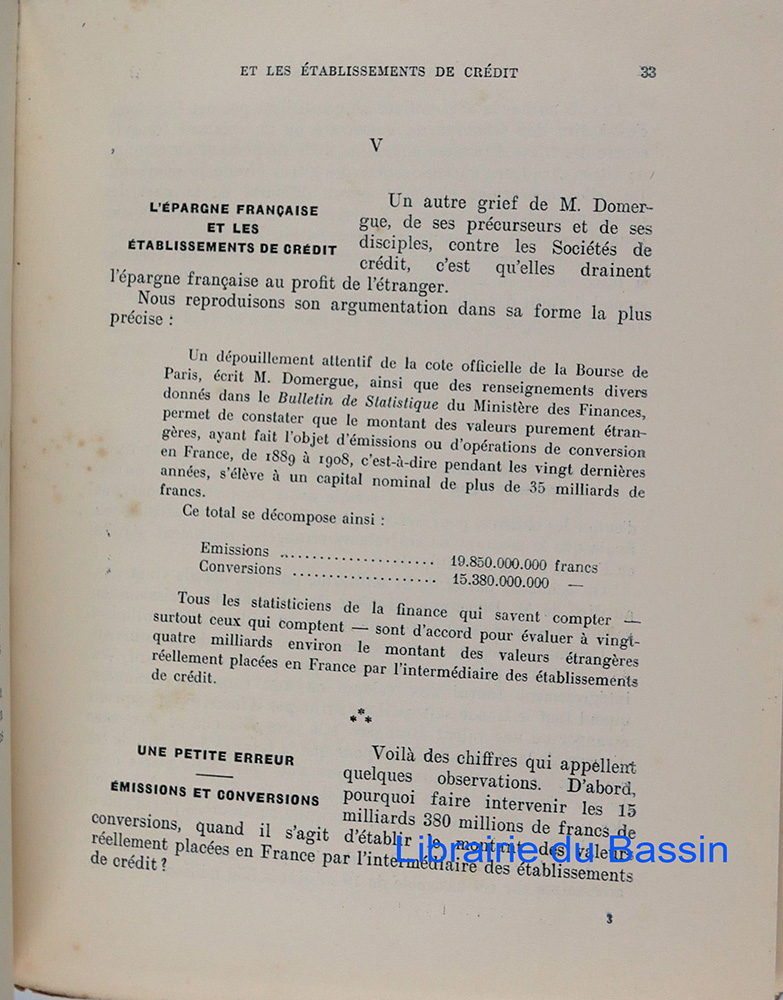 ET LES ÉTABLISSEMENTS DE CRÉDIT 33
V
L'ÉPARGNE FRANÇAISE
ET LES
ÉTABLISSEMENTS DE CRÉDIT
Un autre grief de M. Domer-
gue, de ses précurseurs et de ses
disciples, contre les Sociétés de
crédit, c'est qu'elles drainent
l'épargne française au profit de l'étranger.
Nous reproduisons son argumentation dans sa forme la plus
précise :
Un dépouillement attentif de la cote officielle de la Bourse de
Paris, écrit M. Domergue, ainsi que des renseignements divers
donnés dans le Bulletin de Statistique du Ministère des Finances,
permet de constater que le montant des valeurs purement étran-
gères, ayant fait l'objet d'émissions ou d'opérations de conversion
en France, de 1889 à 1908, c'est-à-dire pendant les vingt dernières
années, s'élève à un capital nominal de plus de 35 milliards de
francs.
Ce total se décompose ainsi :
Emissions ..................... 19.850.000.000 francs
Conversions .................... 15.380.000.000 —
Tous les statisticiens de la finance qui savent compter —
surtout ceux qui comptent — sont d'accord pour évaluer à vingt-
quatre milliards environ le montant des valeurs étrangères
réellement placées en France par l'intermédiaire des établissements
de crédit.
***
UNE PETITE ERREUR
ÉMISSIONS ET CONVERSIONS
Voilà des chiffres qui appellent
quelques observations. D'abord,
pourquoi faire intervenir les 15
milliards 380 millions de francs de
conversions, quand il s'agit d'établir le montant des valeurs
réellement placées en France par l'intermédiaire des établissements
de crédit ?
Librairie du Bassin
3